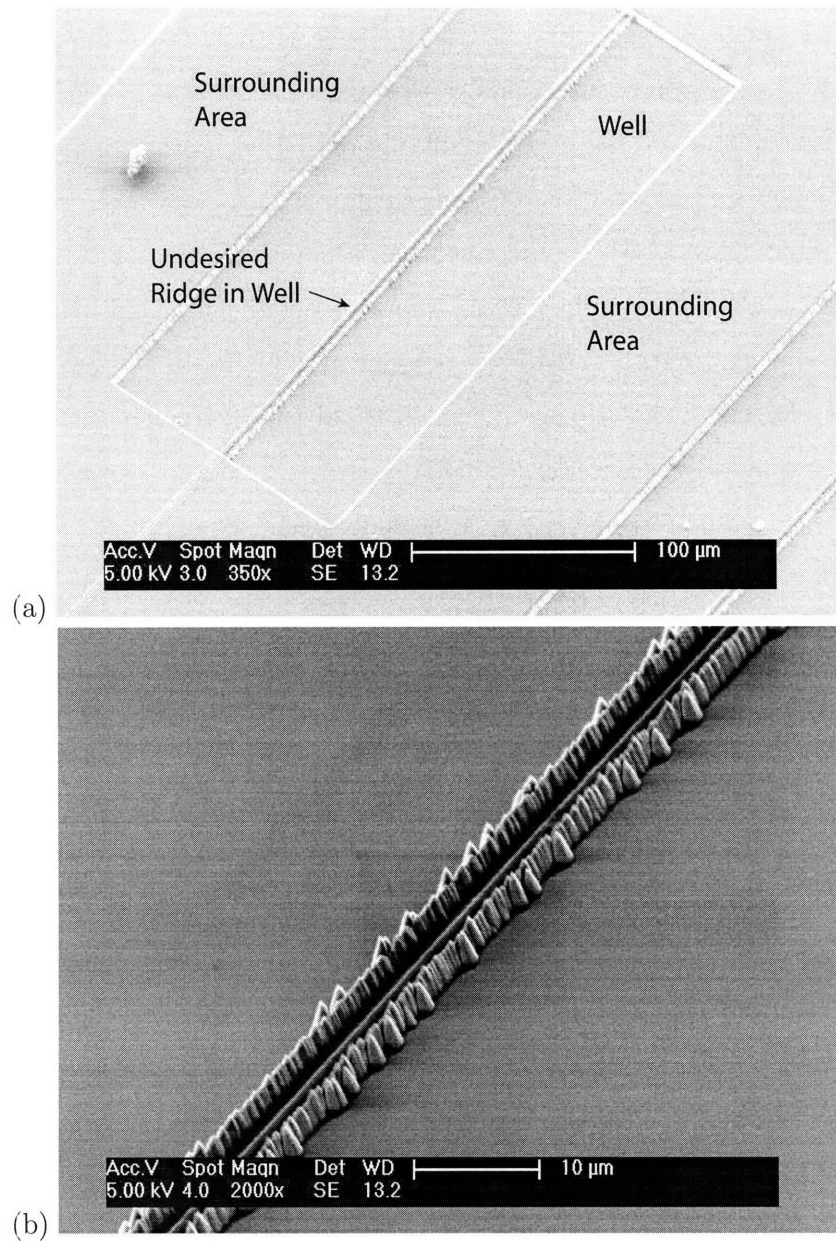 Surrounding
Area
Well
Undesired
Ridge in Well
Surrounding
Area
Acc.V Spot Magn Det WD 100 µm
5.00 kV 3.0 350x SE 13.2
(a)
Acc.V Spot Magn Det WD 10 µm
5.00 kV 4.0 2000x SE 13.2
(b)